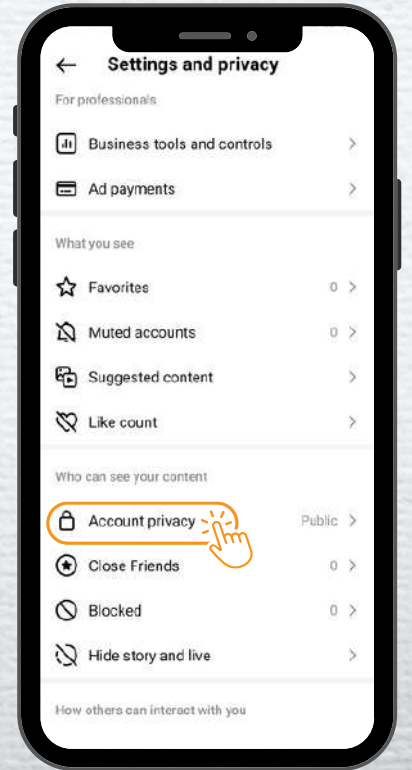 Settings and privacy
For professionals
Business tools and controls
Ad payments
What you see
Favorites 0
Muted accounts 0
Suggested content
Like count
Who can see your content
Account privacy Public
Close Friends 0
Blocked 0
Hide story and live
How others can interact with you